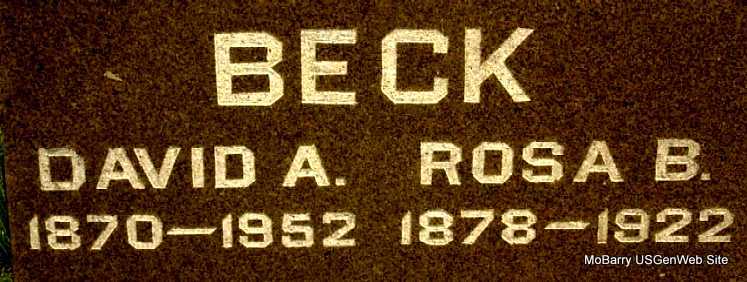 BECK
DAVID A. ROSA B.
1870—1952 1878—1922
MoBarry USGenWeb Site